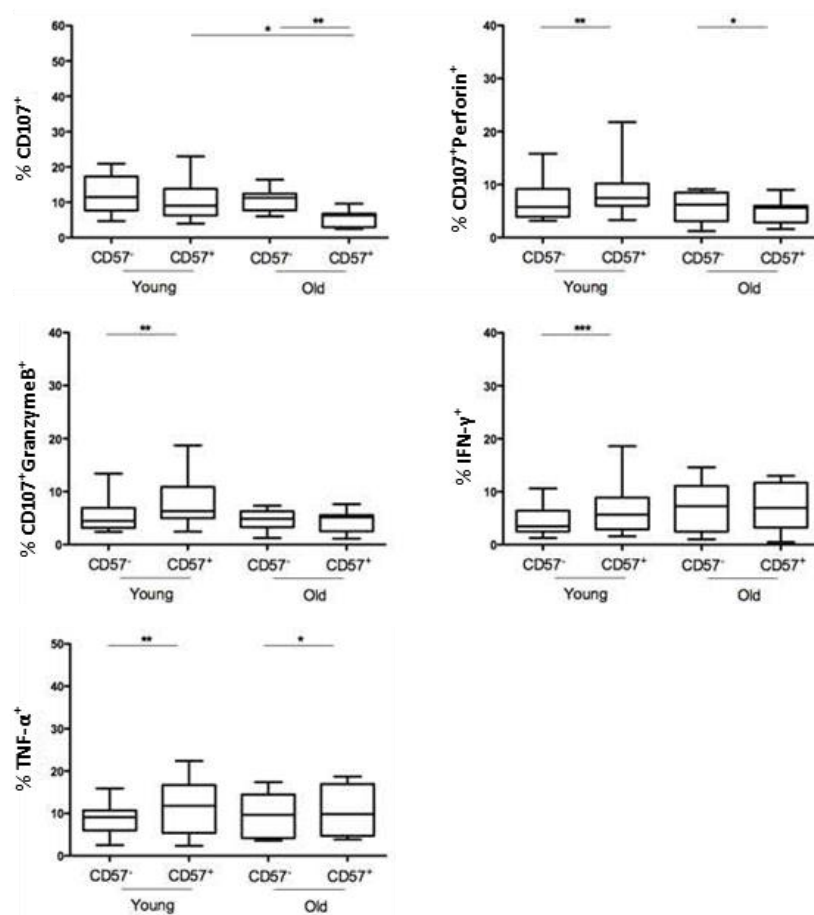 % CD107⁺
60
50
40
30
20
10
0
*
**
CD57⁻ CD57⁺ CD57⁻ CD57⁺
Young Old
% CD107⁺Perforin⁺
40
30
20
10
0
**
*
CD57⁻ CD57⁺ CD57⁻ CD57⁺
Young Old
% CD107⁺GranzymeB⁺
40
30
20
10
0
**
CD57⁻ CD57⁺ CD57⁻ CD57⁺
Young Old
% IFN-γ⁺
40
30
20
10
0
***
CD57⁻ CD57⁺ CD57⁻ CD57⁺
Young Old
% TNF-α⁺
50
40
30
20
10
0
**
*
CD57⁻ CD57⁺ CD57⁻ CD57⁺
Young Old